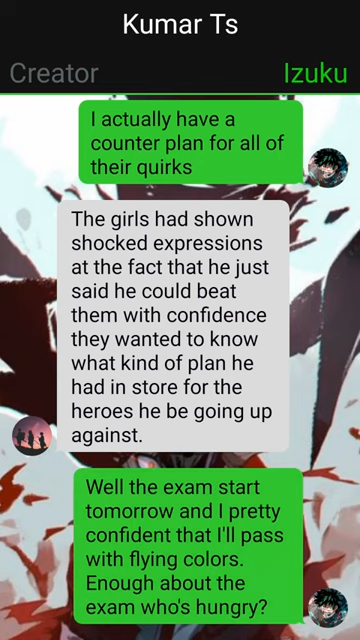 Kumar Ts
Creator
Izuku
I actually have a
counter plan for all of
their quirks
The girls had shown
shocked expressions
at the fact that he just
said he could beat
them with confidence
they wanted to know
what kind of plan he
had in store for the
heroes he be going up
against.
Well the exam start
tomorrow and I pretty
confident that I'll pass
with flying colors.
Enough about the
exam who's hungry?